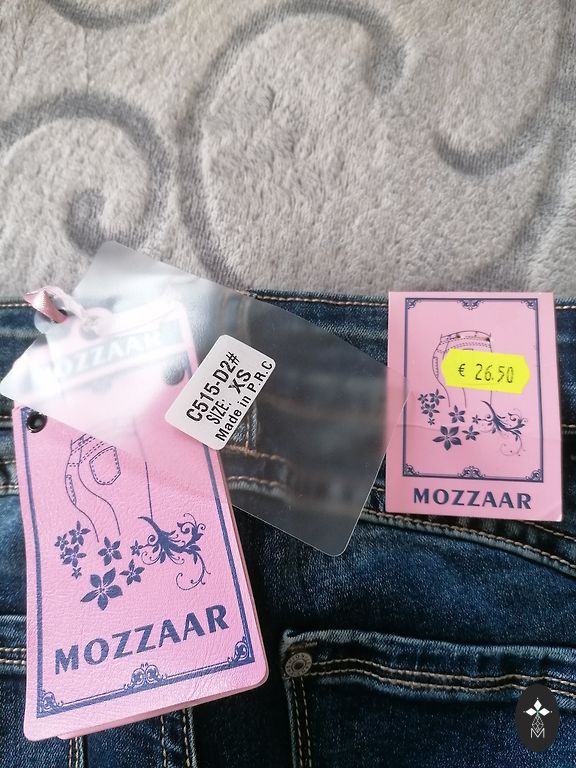 MOZZAAR
C515-D2#
SIZE: XS
Made in P.R.C
MOZZAAR
€ 26.50
MOZZAAR
M